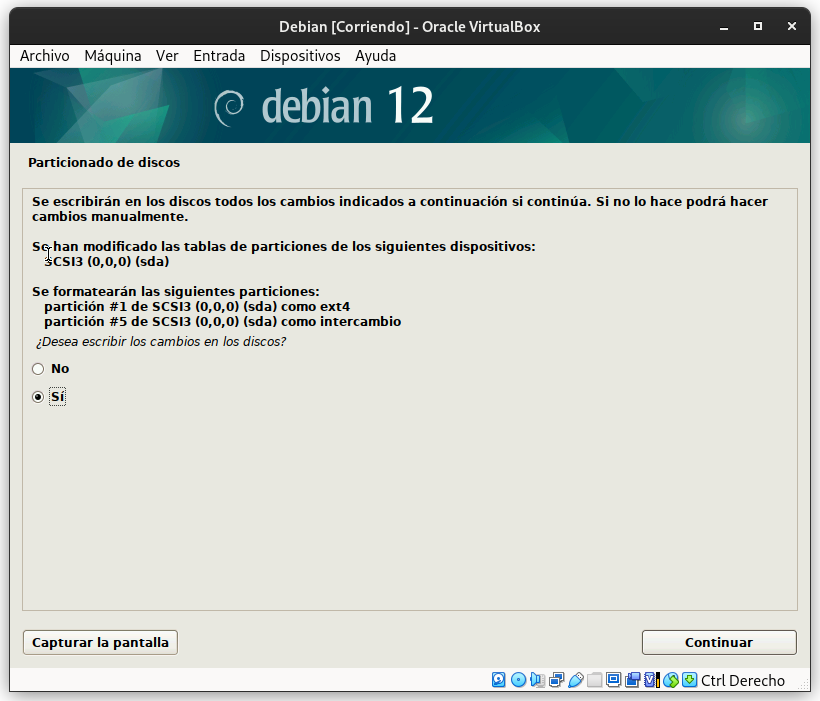 Debian [Corriendo] - Oracle VirtualBox
Archivo Máquina Ver Entrada Dispositivos Ayuda
debian 12
Particionado de discos
Se escribirán en los discos todos los cambios indicados a continuación si continúa. Si no lo hace podrá hacer
cambios manualmente.
Se han modificado las tablas de particiones de los siguientes dispositivos:
SCSI3 (0,0,0) (sda)
Se formatearán las siguientes particiones:
partición #1 de SCSI3 (0,0,0) (sda) como ext4
partición #5 de SCSI3 (0,0,0) (sda) como intercambio
¿Desea escribir los cambios en los discos?
No
Sí
Capturar la pantalla
Continuar
Ctrl Derecho